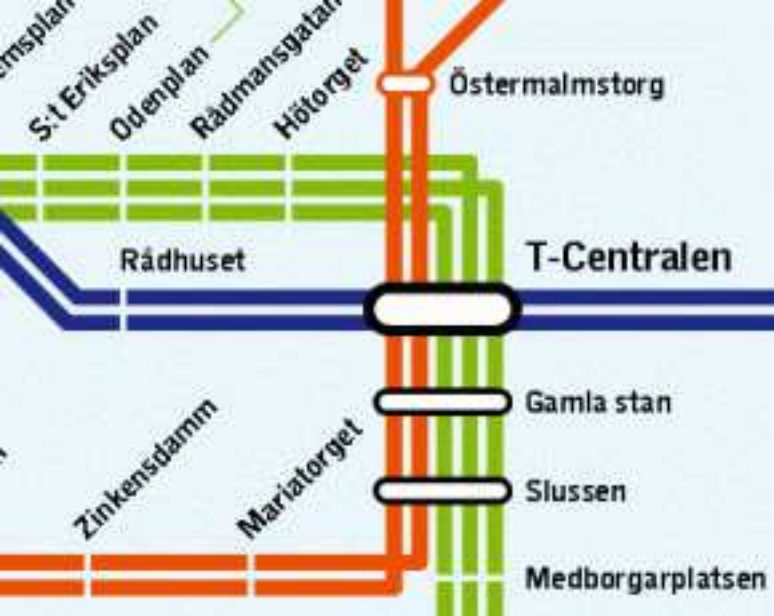 S:t Eriksplan
Odenplan
Rådmansgatan
Hötorget
Östermalmstorg
Rådhuset
T-Centralen
Gamla stan
Zinkensdamm
Mariatorget
Slussen
Medborgarplatsen